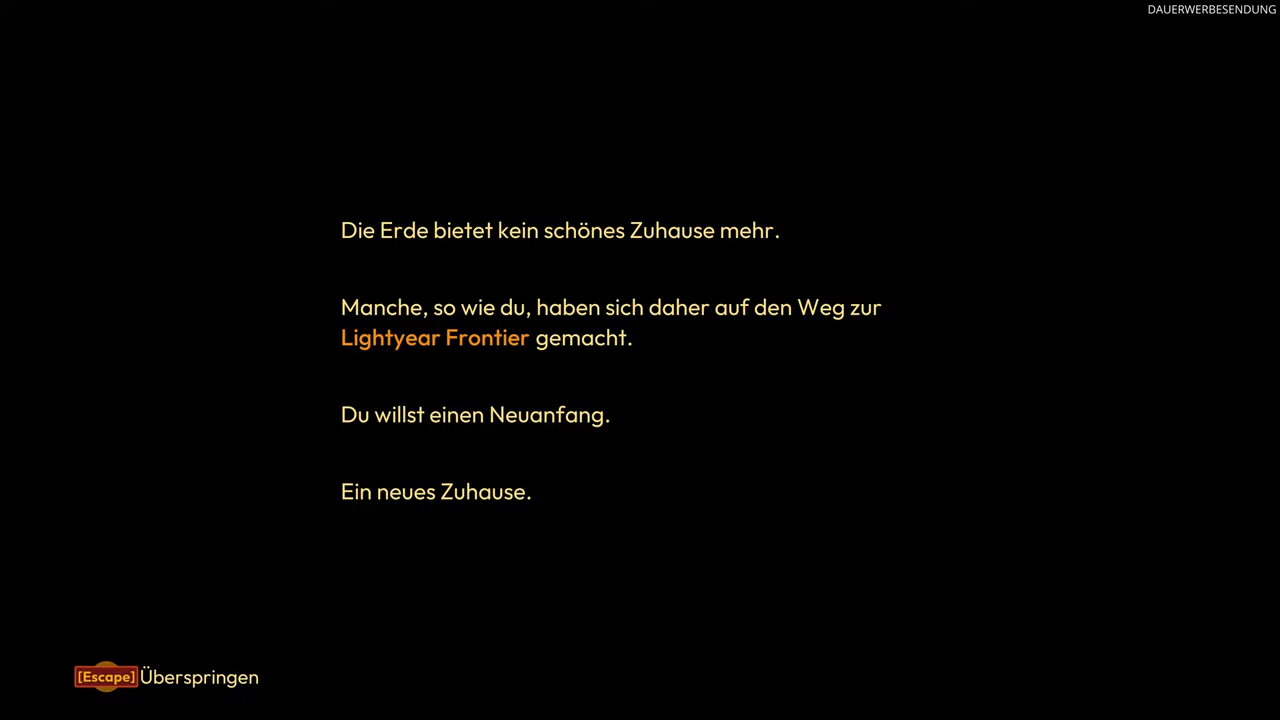 DAUERWERBESENDUNG
Die Erde bietet kein schönes Zuhause mehr.
Manche, so wie du, haben sich daher auf den Weg zur
Lightyear Frontier gemacht.
Du willst einen Neuanfang.
Ein neues Zuhause.
[Escape] Überspringen